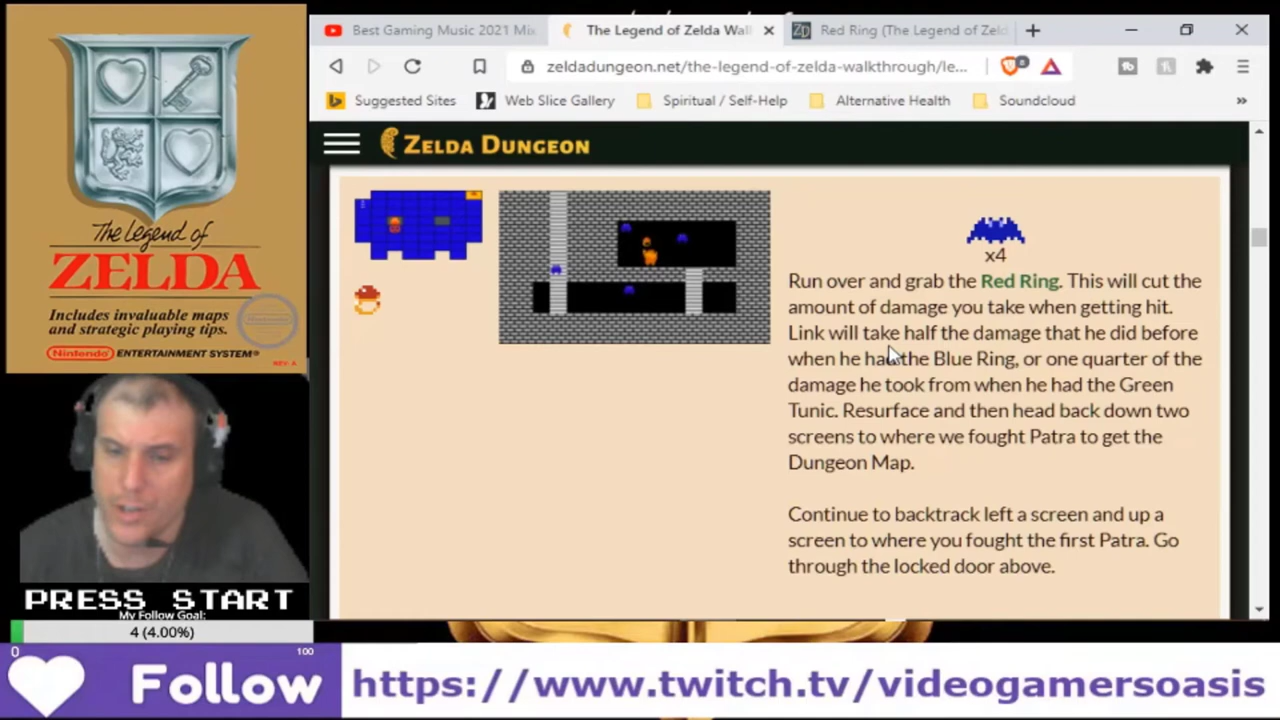 The Legend of
ZELDA
Includes invaluable maps
and strategic playing tips.
Nintendo ENTERTAINMENT SYSTEM®
REV-A
PRESS START
My Follow Goal:
4 (4.00%)
0 100
Best Gaming Music 2021 Mix
The Legend of Zelda Wal
Red Ring (The Legend of Zeld
zeldadungeon.net/the-legend-of-zelda-walkthrough/le...
Suggested Sites
Web Slice Gallery
Spiritual / Self-Help
Alternative Health
Soundcloud
»
ZELDA DUNGEON
x4
Run over and grab the Red Ring. This will cut the
amount of damage you take when getting hit.
Link will take half the damage that he did before
when he had the Blue Ring, or one quarter of the
damage he took from when he had the Green
Tunic. Resurface and then head back down two
screens to where we fought Patra to get the
Dungeon Map.
Continue to backtrack left a screen and up a
screen to where you fought the first Patra. Go
through the locked door above.
Follow
https://www.twitch.tv/videogamersoasis